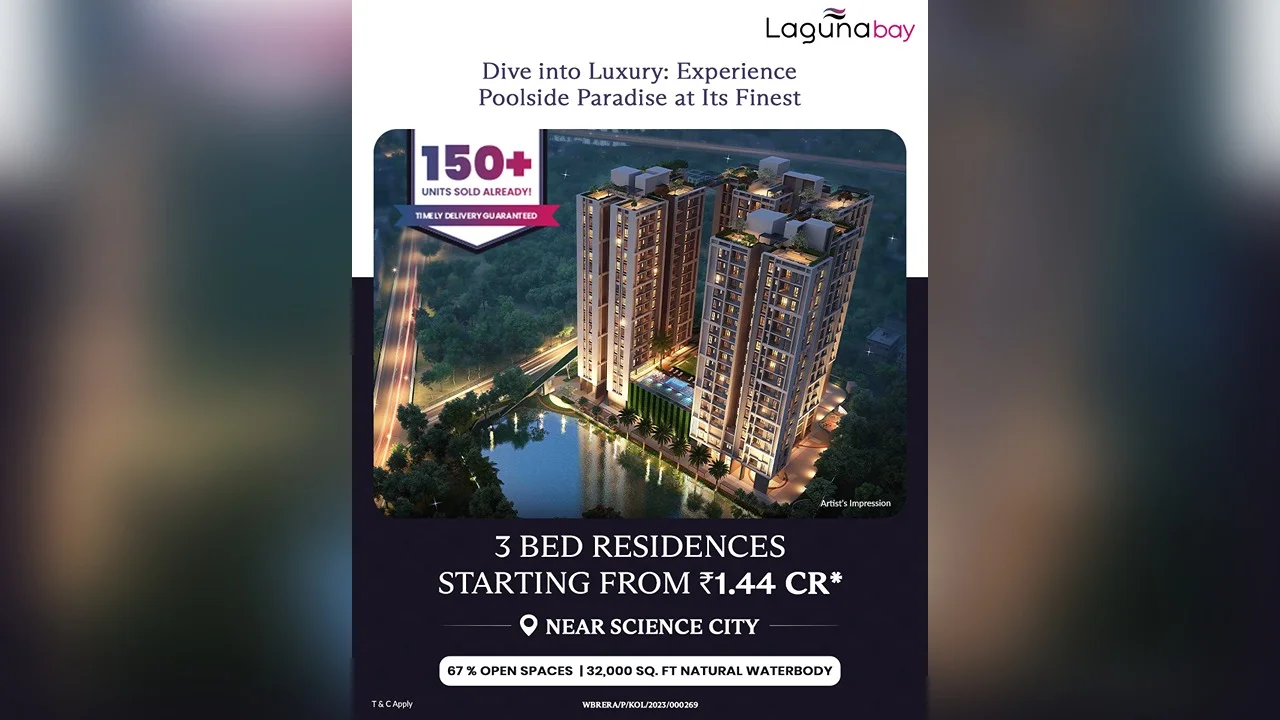 Lagunabay
Dive into Luxury: Experience
Poolside Paradise at Its Finest
150+
UNITS SOLD ALREADY!
TIMELY DELIVERY GUARANTEED
Artist's Impression
3 BED RESIDENCES
STARTING FROM ₹1.44 CR*
NEAR SCIENCE CITY
67 % OPEN SPACES | 32,000 SQ. FT NATURAL WATERBODY
T & C Apply
WBRERA/P/KOL/2023/000269